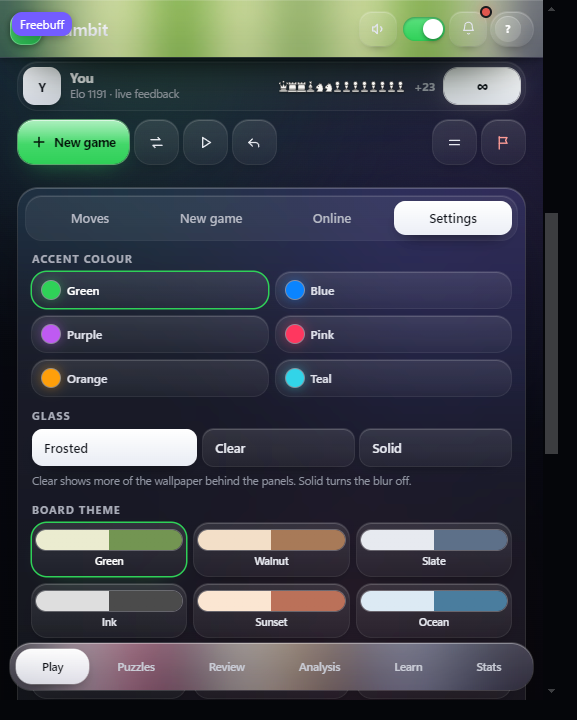 Freebuff
mbit
?
Y
You
Elo 1191 · live feedback
+23
∞
New game
Moves
New game
Online
Settings
ACCENT COLOUR
Green
Blue
Purple
Pink
Orange
Teal
GLASS
Frosted
Clear
Solid
Clear shows more of the wallpaper behind the panels. Solid turns the blur off.
BOARD THEME
Green
Walnut
Slate
Ink
Sunset
Ocean
Play
Puzzles
Review
Analysis
Learn
Stats